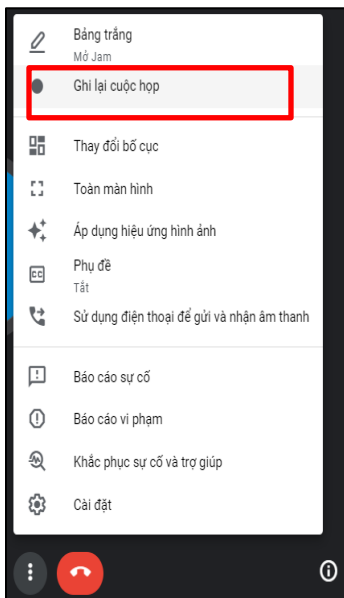 Bảng trắng
Mở Jam
Ghi lại cuộc họp
Thay đổi bố cục
Toàn màn hình
Áp dụng hiệu ứng hình ảnh
Phụ đề
Tắt
Sử dụng điện thoại để gửi và nhận âm thanh
Báo cáo sự cố
Báo cáo vi phạm
Khắc phục sự cố và trợ giúp
Cài đặt